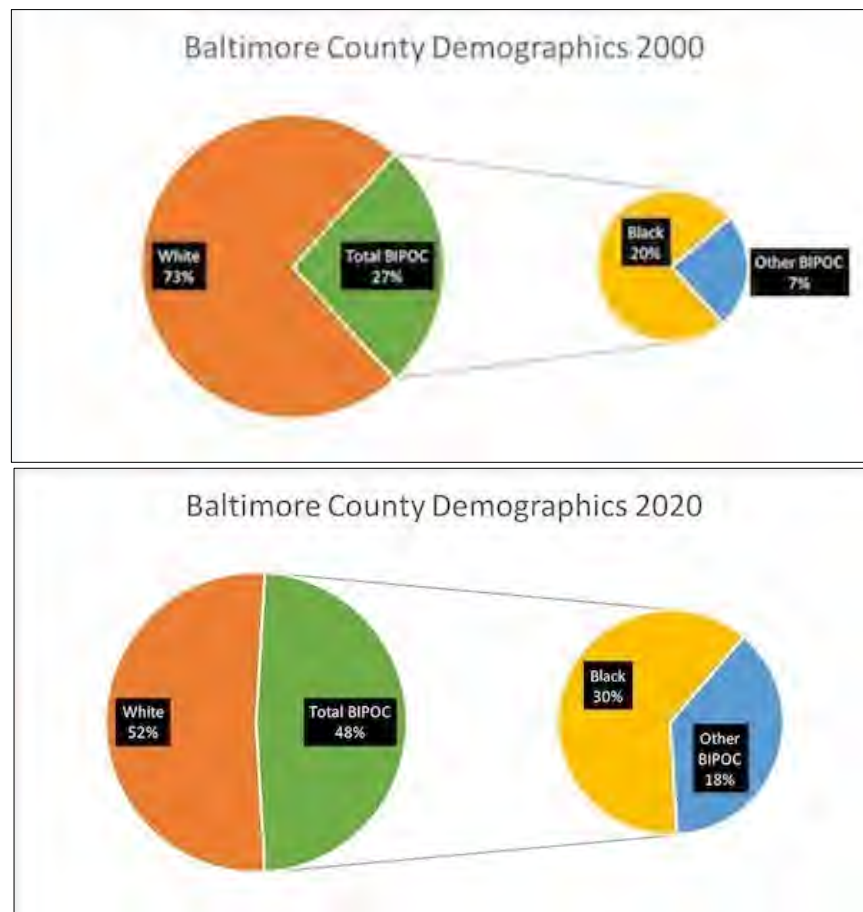 Baltimore County Demographics 2000
White
73%
Total BIPOC
27%
Black
20%
Other BIPOC
7%
Baltimore County Demographics 2020
White
52%
Total BIPOC
48%
Black
30%
Other
BIPOC
18%